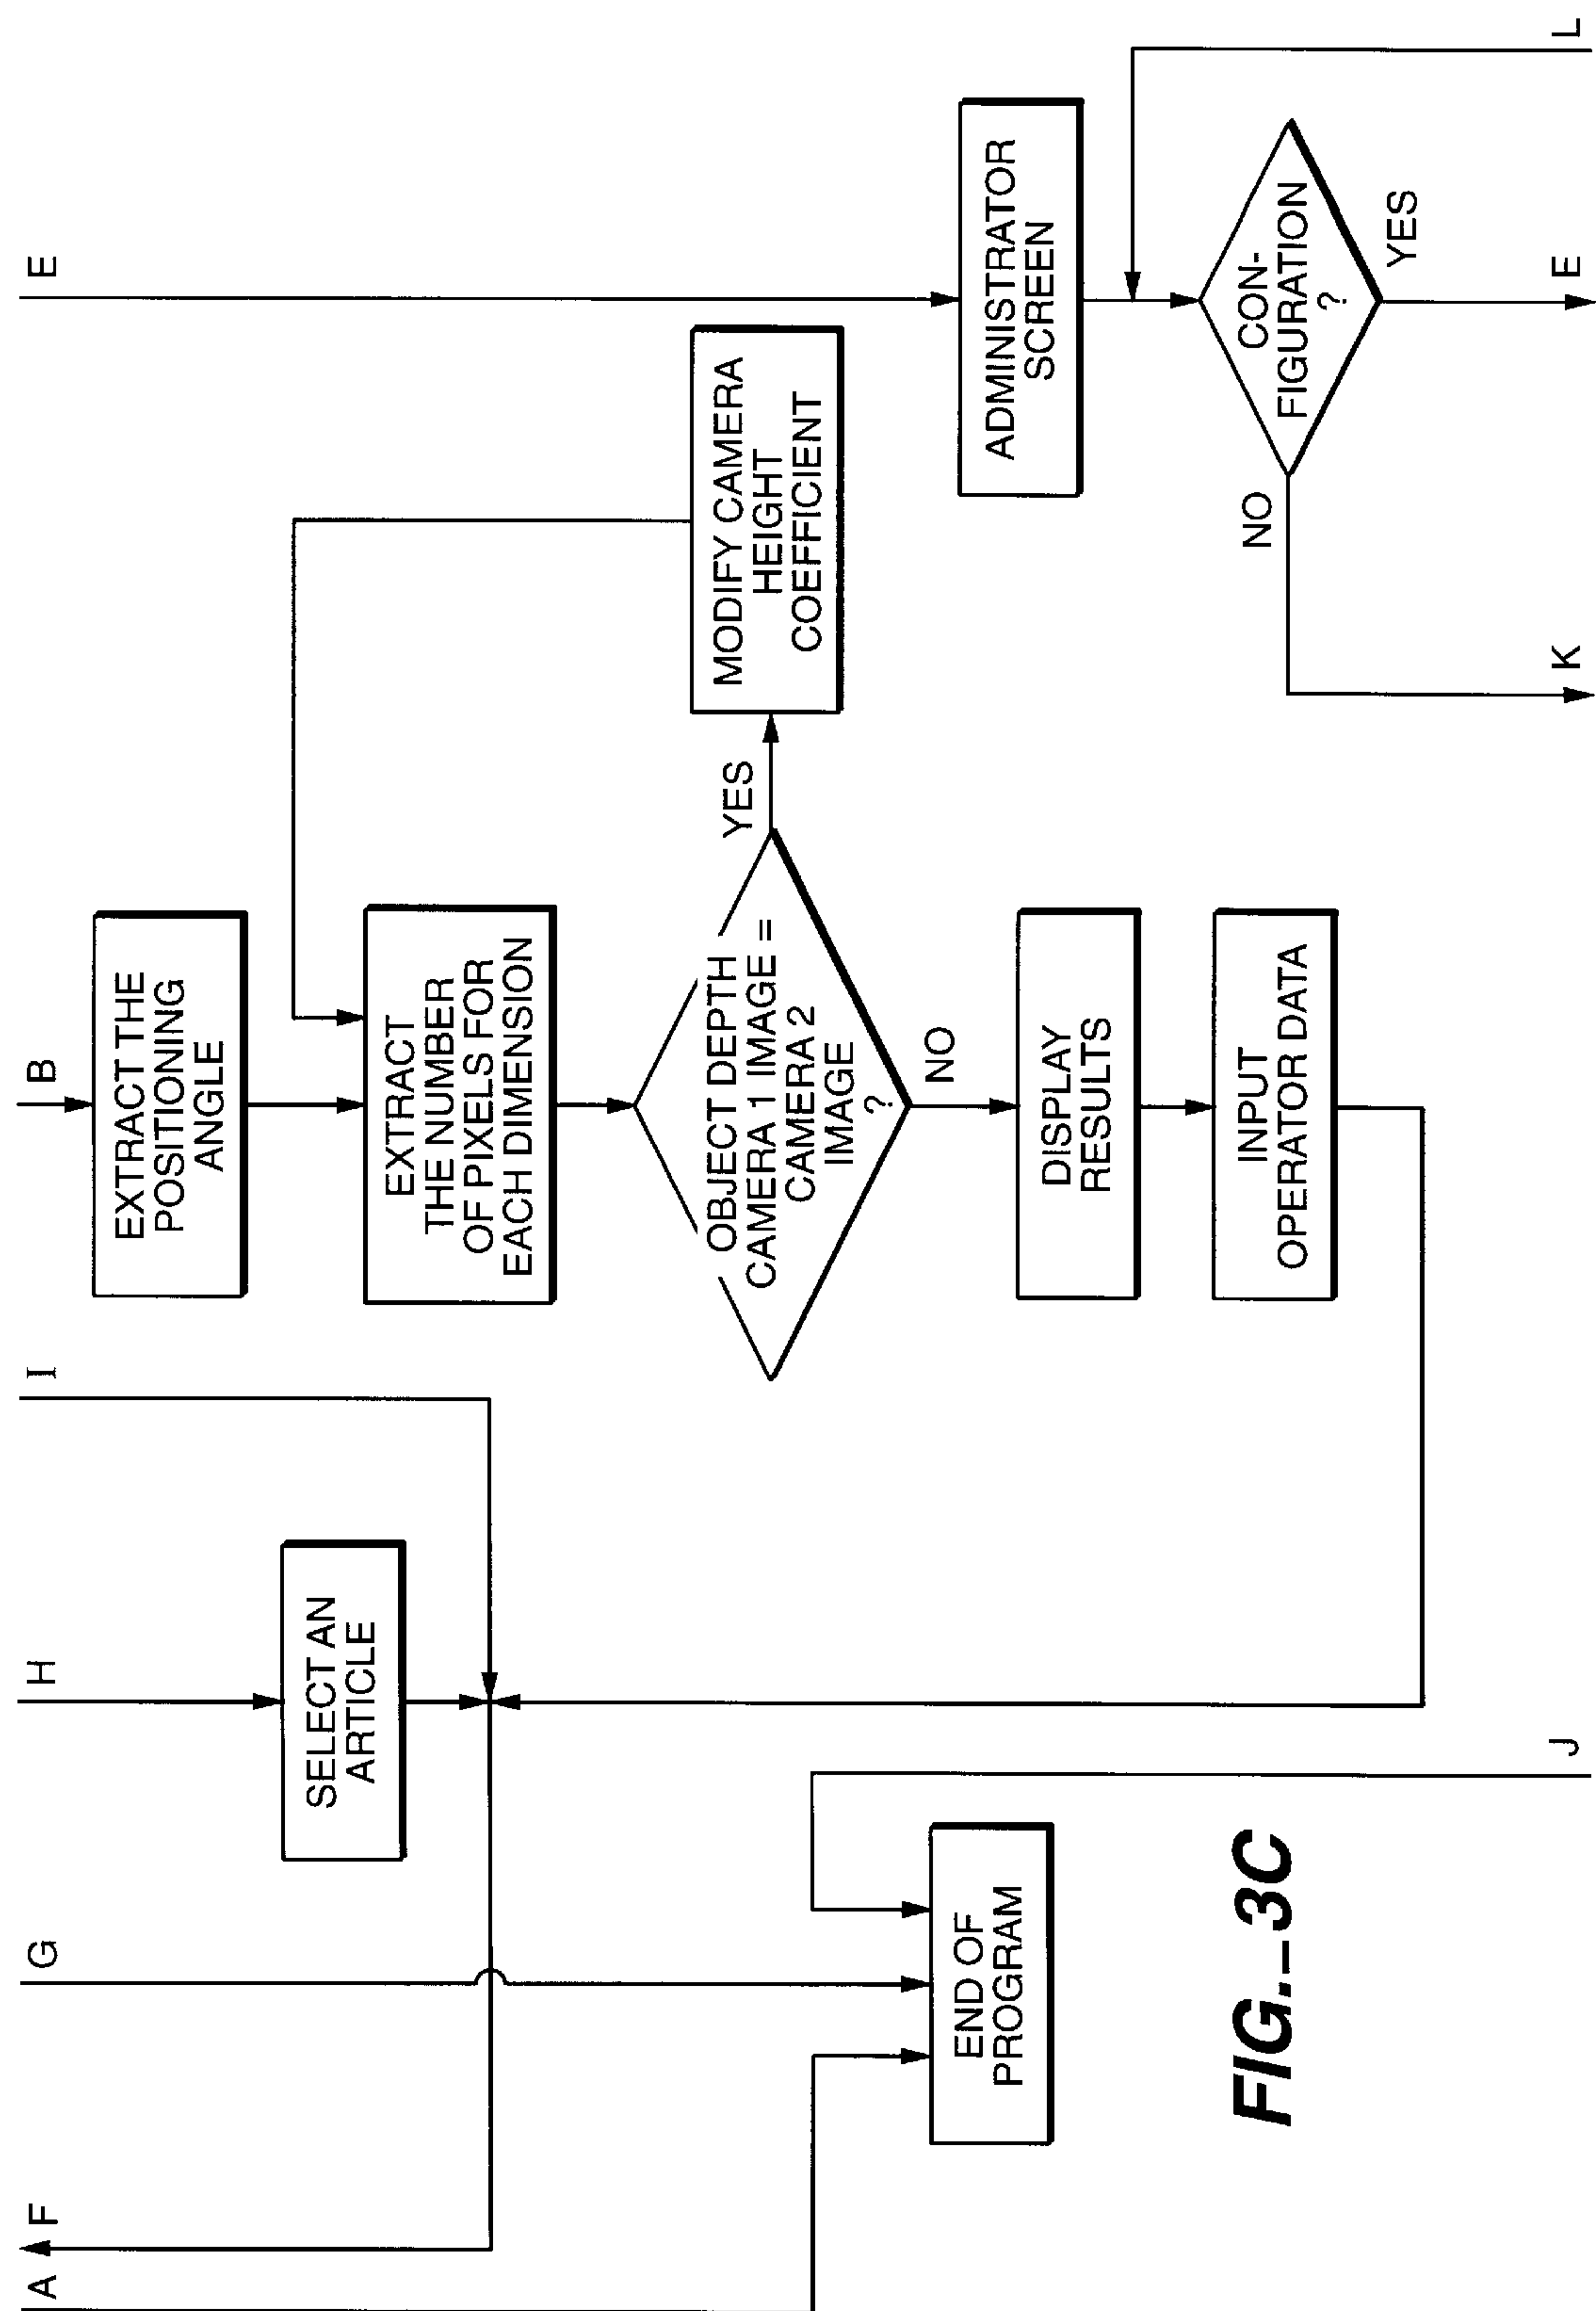 A
F
G
H
I
B
E
SELECT AN
ARTICLE
EXTRACT THE
POSITIONING
ANGLE
EXTRACT
THE NUMBER
OF PIXELS FOR
EACH DIMENSION
OBJECT DEPTH
CAMERA 1 IMAGE =
CAMERA 2
IMAGE
?
YES
NO
MODIFY CAMERA
HEIGHT
COEFFICIENT
END OF
PROGRAM
DISPLAY
RESULTS
INPUT
OPERATOR DATA
ADMINISTRATOR
SCREEN
CON-
FIGURATION
?
NO
YES
J
K
E
L
FIG._3C